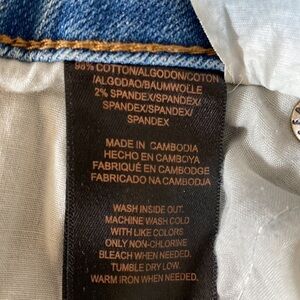 98% COTTON/ALGODON/COTON
/ALGODAO/BAUMWOLLE
2% SPANDEX/SPANDEX/
SPANDEX/SPANDEX/
SPANDEX
MADE IN CAMBODIA
HECHO EN CAMBOYA
FABRIQUÉ EN CAMBODGE
FABRICADO NA CAMBODJA
WASH INSIDE OUT.
MACHINE WASH COLD
WITH LIKE COLORS
ONLY NON-CHLORINE
BLEACH WHEN NEEDED.
TUMBLE DRY LOW.
WARM IRON WHEN NEEDED.